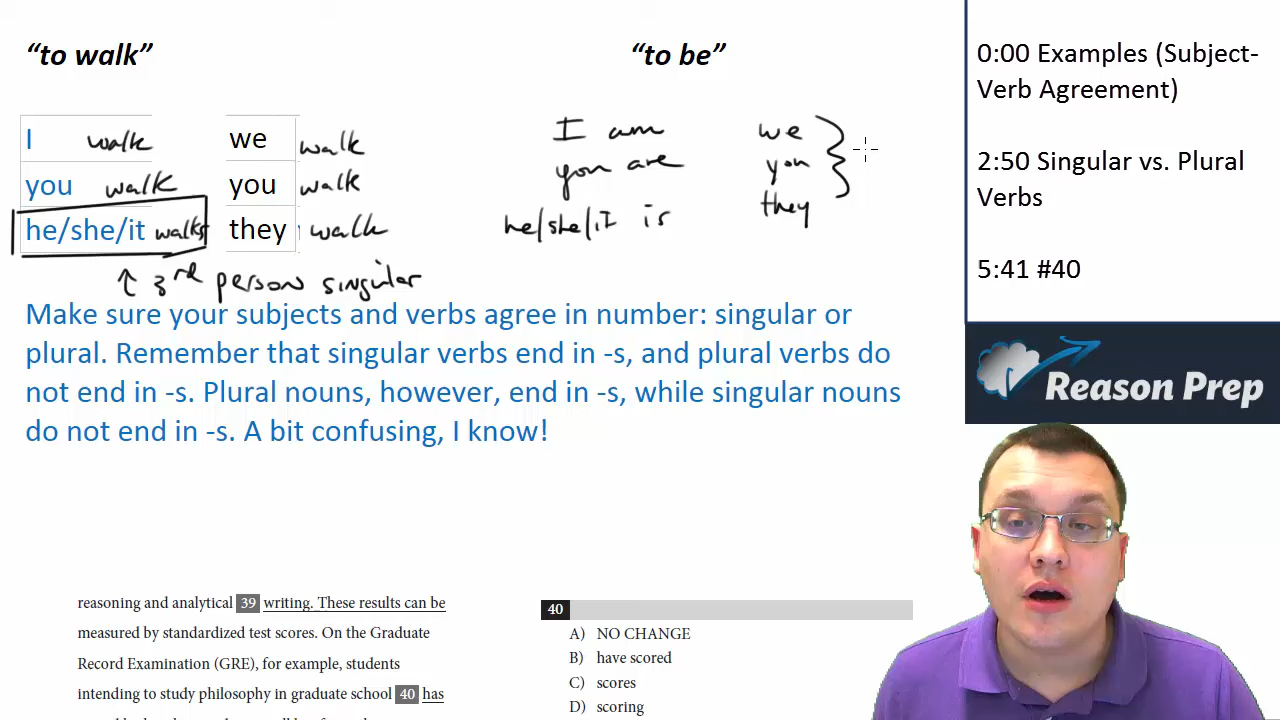 “to walk”
“to be”
I walk we walk
you walk you walk
he/she/it walks they walk
↑ 3rd person singular
I am we
you are you
he/she/it is they
Make sure your subjects and verbs agree in number: singular or
plural. Remember that singular verbs end in -s, and plural verbs do
not end in -s. Plural nouns, however, end in -s, while singular nouns
do not end in -s. A bit confusing, I know!
reasoning and analytical 39 writing. These results can be
measured by standardized test scores. On the Graduate
Record Examination (GRE), for example, students
intending to study philosophy in graduate school 40 has
40
A) NO CHANGE
B) have scored
C) scores
D) scoring
0:00 Examples (Subject-
Verb Agreement)
2:50 Singular vs. Plural
Verbs
5:41 #40
Reason Prep